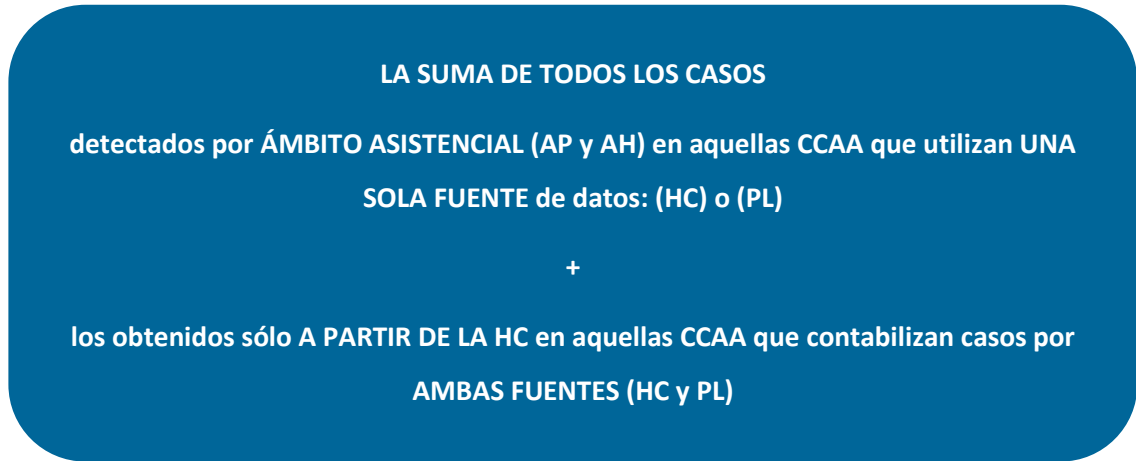 LA SUMA DE TODOS LOS CASOS
detectados por ÁMBITO ASISTENCIAL (AP y AH) en aquellas CCAA que utilizan UNA
SOLA FUENTE de datos: (HC) o (PL)
+
los obtenidos sólo A PARTIR DE LA HC en aquellas CCAA que contabilizan casos por
AMBAS FUENTES (HC y PL)